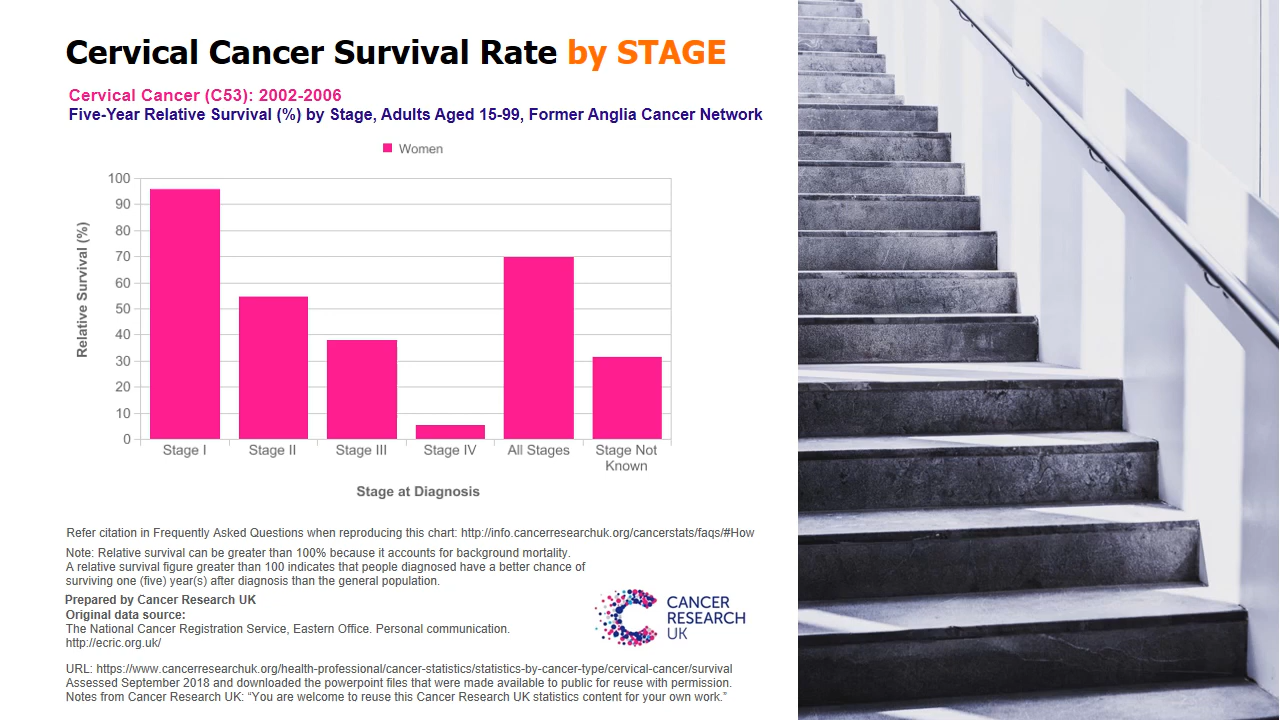 Cervical Cancer Survival Rate by STAGE
Cervical Cancer (C53): 2002-2006
Five-Year Relative Survival (%) by Stage, Adults Aged 15-99, Former Anglia Cancer Network
Women
Relative Survival (%)
100
90
80
70
60
50
40
30
20
10
0
Stage I
Stage II
Stage III
Stage IV
All Stages
Stage Not
Known
Stage at Diagnosis
Refer citation in Frequently Asked Questions when reproducing this chart: http://info.cancerresearchuk.org/cancerstats/faqs/#How
Note: Relative survival can be greater than 100% because it accounts for background mortality.
A relative survival figure greater than 100 indicates that people diagnosed have a better chance of
surviving one (five) year(s) after diagnosis than the general population.
Prepared by Cancer Research UK
Original data source:
The National Cancer Registration Service, Eastern Office. Personal communication.
http://ecric.org.uk/
CANCER
RESEARCH
UK
URL: https://www.cancerresearchuk.org/health-professional/cancer-statistics/statistics-by-cancer-type/cervical-cancer/survival
Assessed September 2018 and downloaded the powerpoint files that were made available to public for reuse with permission.
Notes from Cancer Research UK: “You are welcome to reuse this Cancer Research UK statistics content for your own work.”